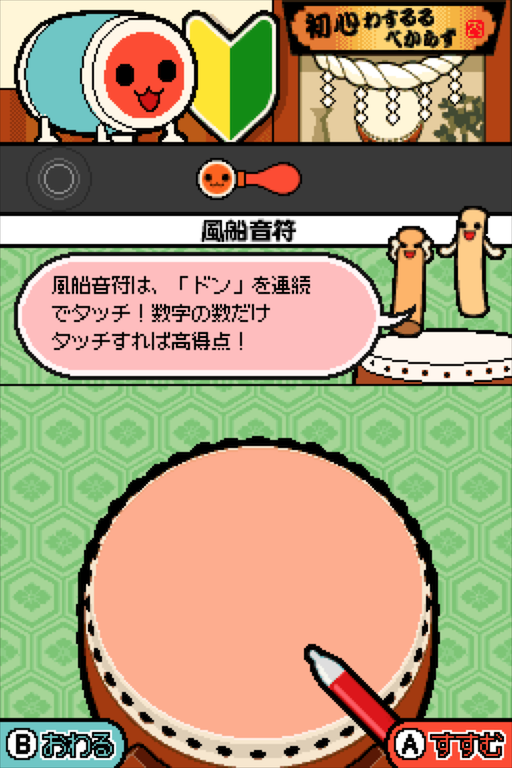 初心わするる
べからず
風船音符
風船音符は、「ドン」を連続
でタッチ！数字の数だけ
タッチすれば高得点！
Bおわる
Aすすむ